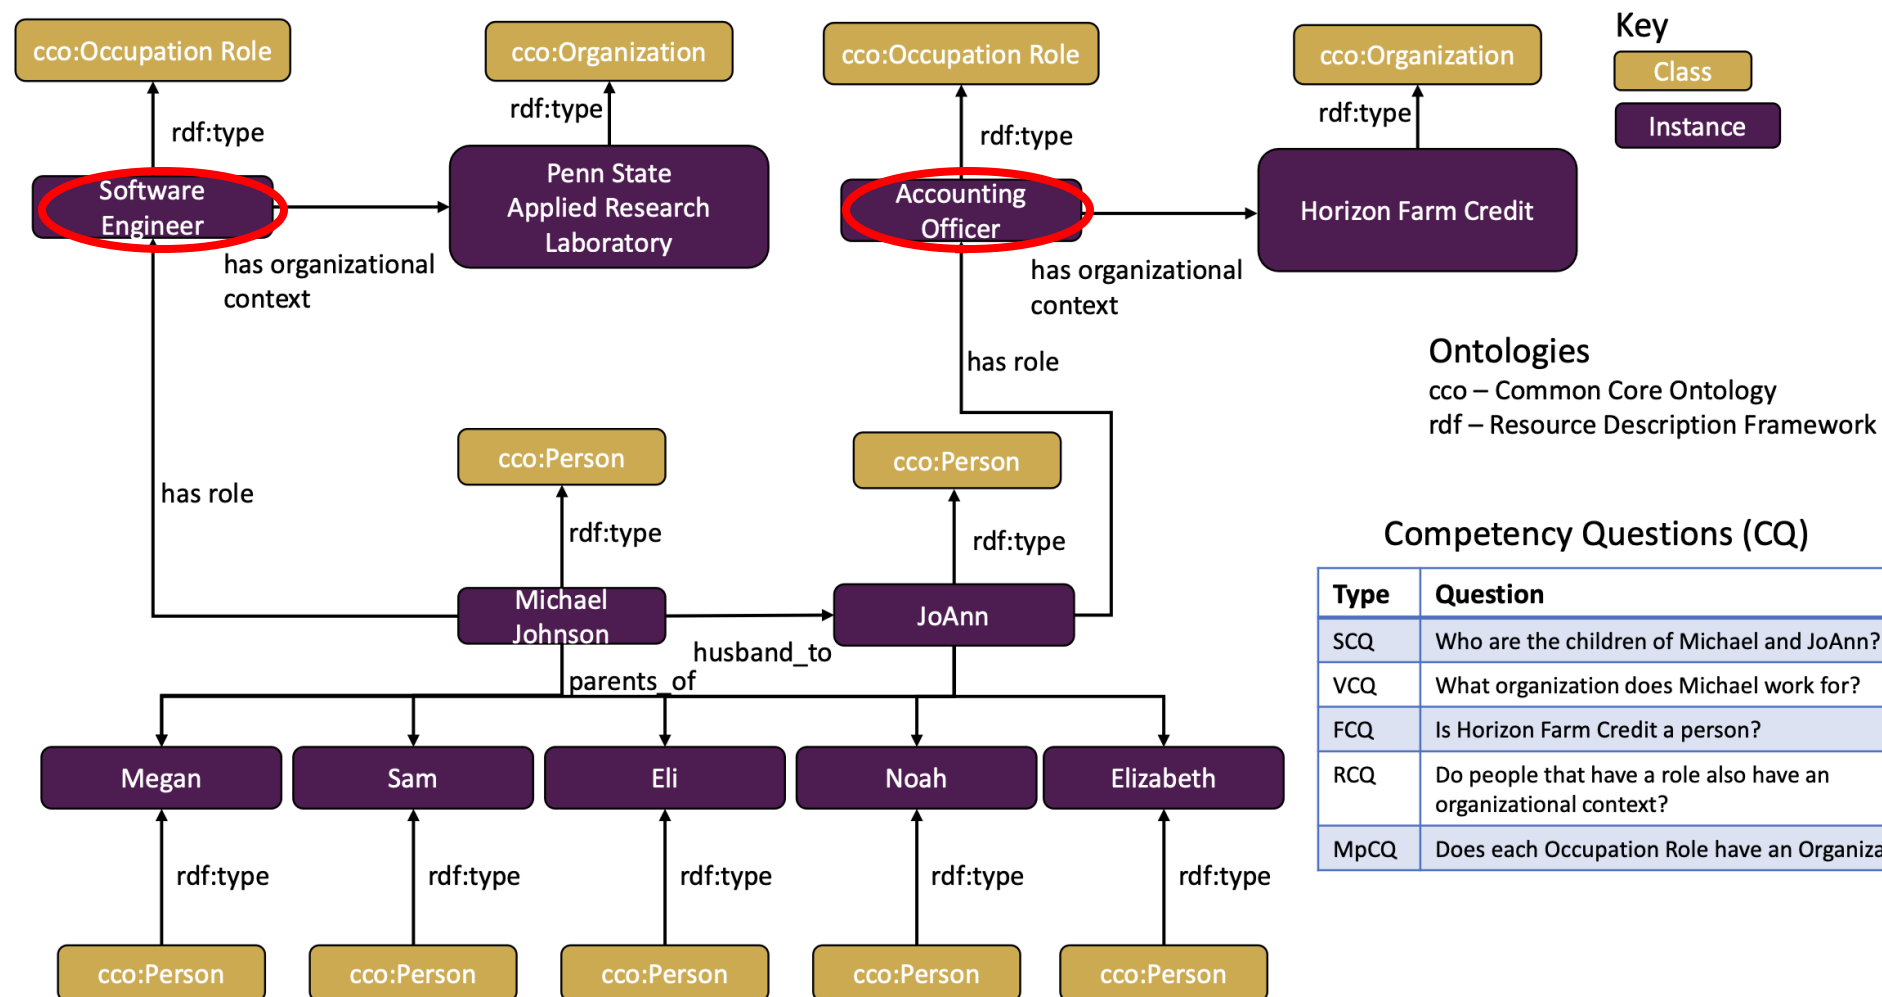 cco:Occupation Role
cco:Organization
cco:Occupation Role
cco:Organization
Key
Class
Instance
rdf:type
rdf:type
rdf:type
rdf:type
Software
Engineer
Penn State
Applied Research
Laboratory
Accounting
Officer
Horizon Farm Credit
has organizational
context
has organizational
context
has role
Ontologies
cco – Common Core Ontology
rdf – Resource Description Framework
cco:Person
cco:Person
has role
rdf:type
rdf:type
Michael
Johnson
JoAnn
husband_to
parents_of
Competency Questions (CQ)
Type Question
SCQ Who are the children of Michael and JoAnn?
VCQ What organization does Michael work for?
FCQ Is Horizon Farm Credit a person?
RCQ Do people that have a role also have an
organizational context?
MpCQ Does each Occupation Role have an Organiza
Megan
Sam
Eli
Noah
Elizabeth
rdf:type
rdf:type
rdf:type
rdf:type
rdf:type
cco:Person
cco:Person
cco:Person
cco:Person
cco:Person